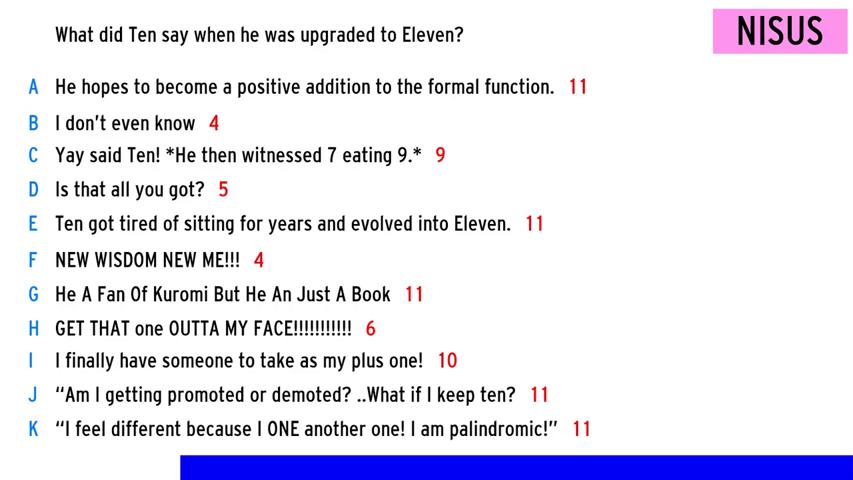 What did Ten say when he was upgraded to Eleven?
NISUS
A He hopes to become a positive addition to the formal function. 11
B I don't even know 4
C Yay said Ten! *He then witnessed 7 eating 9.* 9
D Is that all you got? 5
E Ten got tired of sitting for years and evolved into Eleven. 11
F NEW WISDOM NEW ME!!! 4
G He A Fan Of Kuromi But He An Just A Book 11
H GET THAT one OUTTA MY FACE!!!!!!!!!!! 6
I I finally have someone to take as my plus one! 10
J “Am I getting promoted or demoted? ..What if I keep ten? 11
K “I feel different because I ONE another one! I am palindromic!” 11